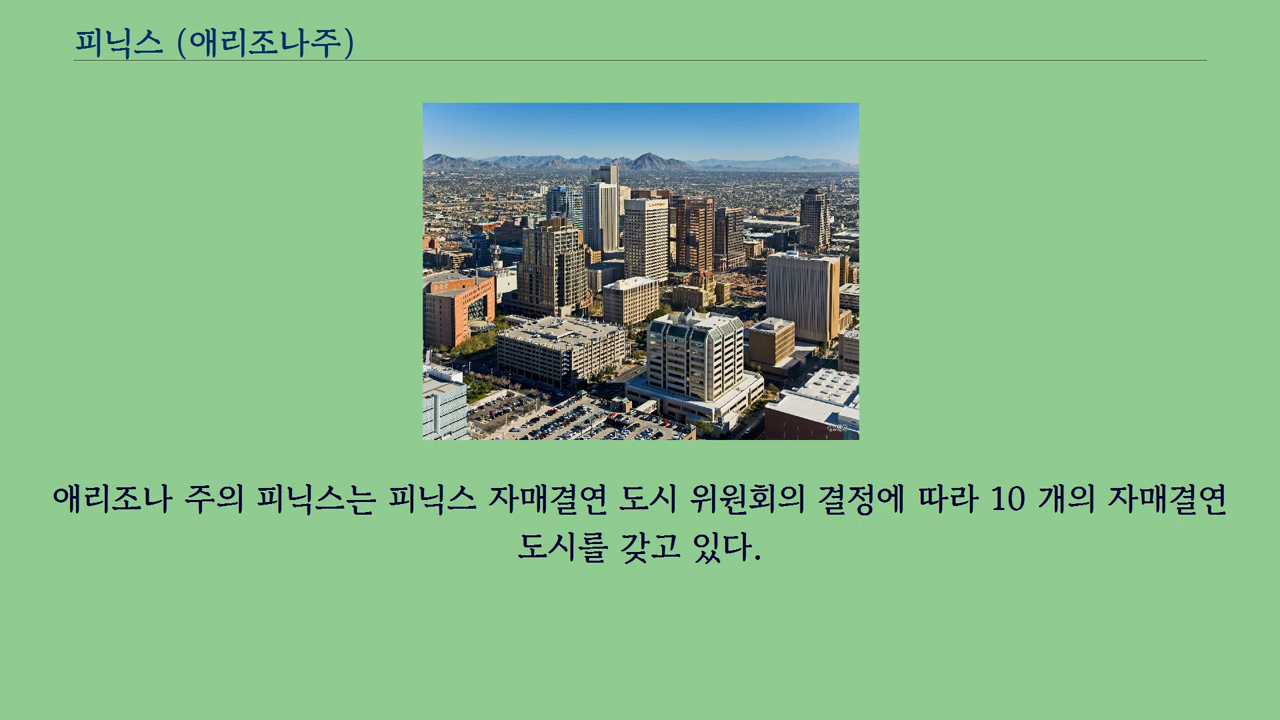 피닉스 (애리조나주)
애리조나 주의 피닉스는 피닉스 자매결연 도시 위원회의 결정에 따라 10 개의 자매결연
도시를 갖고 있다.